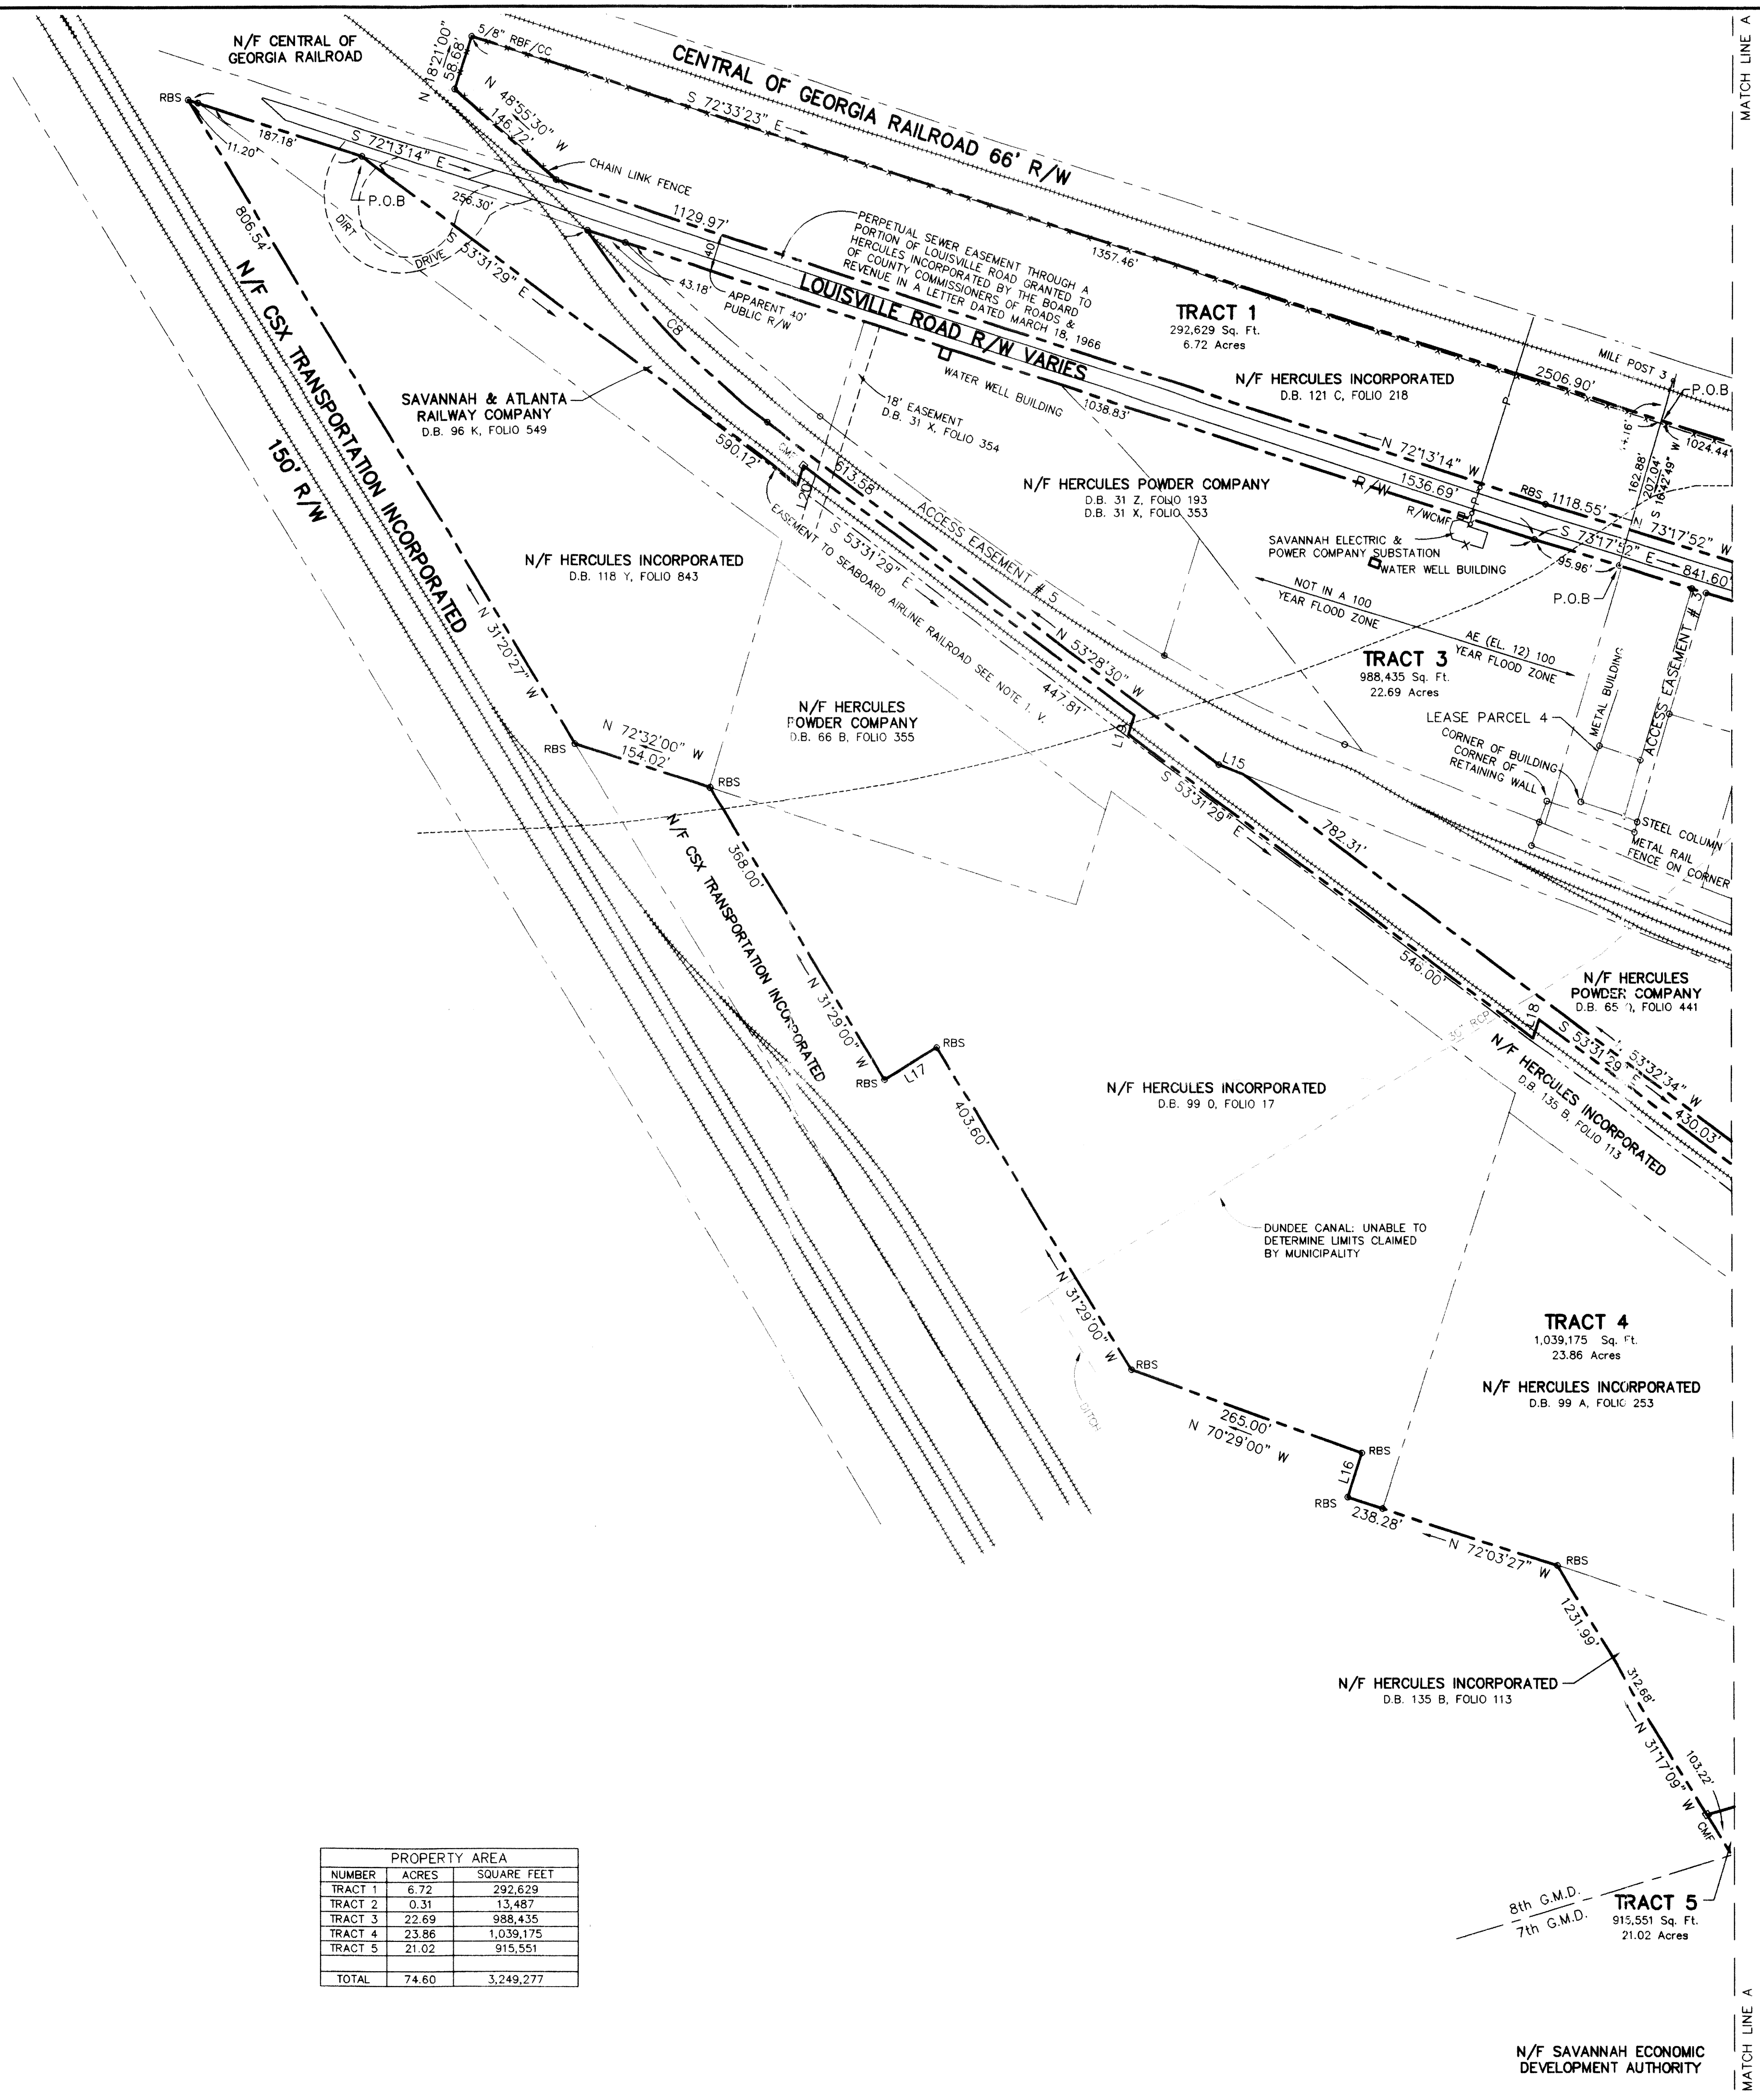 MATCH LINE A
N/F CENTRAL OF
GEORGIA RAILROAD
5/8" RBF/CC
N 18°21'00"
58.68'
CENTRAL OF GEORGIA RAILROAD 66' R/W
S 72°33'23" E
1357.46'
2506.90'
MILE POST 3
P.O.B.
1024.44'
RBS
187.18'
11.20'
S 72°13'14" E
P.O.B
256.30'
N 48°55'30" W
146.72'
CHAIN LINK FENCE
1129.97'
40'
43.18'
APPARENT 40'
PUBLIC R/W
PERPETUAL SEWER EASEMENT THROUGH A
PORTION OF LOUISVILLE ROAD GRANTED TO
HERCULES INCORPORATED BY THE BOARD
OF COUNTY COMMISSIONERS OF ROADS &
REVENUE IN A LETTER DATED MARCH 18, 1966
LOUISVILLE ROAD R/W VARIES
TRACT 1
292,629 Sq. Ft.
6.72 Acres
N/F HERCULES INCORPORATED
D.B. 121 C, FOLIO 218
DIRT
DRIVE
S 53°31'29" E
C8
806.54'
N/F CSX TRANSPORTATION INCORPORATED
150' R/W
N 31°20'27" W
SAVANNAH & ATLANTA
RAILWAY COMPANY
D.B. 96 K, FOLIO 549
590.12'
CMF
L20
613.58'
18' EASEMENT
D.B. 31 X, FOLIO 354
WATER WELL BUILDING
1038.83'
N 72°13'14" W
1536.69'
R/W
RBS
1118.55'
162.88'
207.04'
S 16°42'49" W
N 73°17'52" W
S 73°17'52" E
841.60'
95.96'
P.O.B
N/F HERCULES POWDER COMPANY
D.B. 31 Z, FOLIO 193
D.B. 31 X, FOLIO 353
R/WCMF
SAVANNAH ELECTRIC &
POWER COMPANY SUBSTATION
WATER WELL BUILDING
NOT IN A 100
YEAR FLOOD ZONE
AE (EL. 12) 100
YEAR FLOOD ZONE
TRACT 3
988,435 Sq. Ft.
22.69 Acres
METAL BUILDING
ACCESS EASEMENT # 3
LEASE PARCEL 4
CORNER OF BUILDING
CORNER OF
RETAINING WALL
STEEL COLUMN
METAL RAIL
FENCE ON CORNER
N/F HERCULES INCORPORATED
D.B. 118 Y, FOLIO 843
EASEMENT TO SEABOARD AIRLINE RAILROAD SEE NOTE 1. V.
S 53°31'29" E
ACCESS EASEMENT # 5
N 53°28'30" W
447.81'
L19
L15
S 53°31'29" E
782.31'
546.00'
N/F HERCULES
POWDER COMPANY
D.B. 66 B, FOLIO 355
N 72°32'00" W
154.02'
RBS
RBS
368.00'
N/F CSX TRANSPORTATION INCORPORATED
N 31°29'00" W
RBS
L17
RBS
403.60'
N/F HERCULES INCORPORATED
D.B. 99 O, FOLIO 17
30" RCP
L18
N/F HERCULES
POWDER COMPANY
FOLIO 441
53°32'34" W
S 53°31'29" E
430.03'
N/F HERCULES INCORPORATED
D.B. 135 B, FOLIO 113
DUNDEE CANAL: UNABLE TO
DETERMINE LIMITS CLAIMED
BY MUNICIPALITY
N 31°29'00" W
DITCH
RBS
TRACT 4
1,039,175 Sq. Ft.
23.86 Acres
N/F HERCULES INCORPORATED
D.B. 99 A, FOLIO 253
265.00'
N 70°29'00" W
RBS
L16
RBS
238.28'
N 72°03'27" W
RBS
1231.99'
N/F HERCULES INCORPORATED
D.B. 135 B, FOLIO 113
312.68'
N 31°17'09" W
103.22'
CMF
8th G.M.D.
7th G.M.D.
TRACT 5
915,551 Sq. Ft.
21.02 Acres
PROPERTY AREA
NUMBER ACRES SQUARE FEET
TRACT 1 6.72 292,629
TRACT 2 0.31 13,487
TRACT 3 22.69 988,435
TRACT 4 23.86 1,039,175
TRACT 5 21.02 915,551
TOTAL 74.60 3,249,277
N/F SAVANNAH ECONOMIC
DEVELOPMENT AUTHORITY
MATCH LINE A